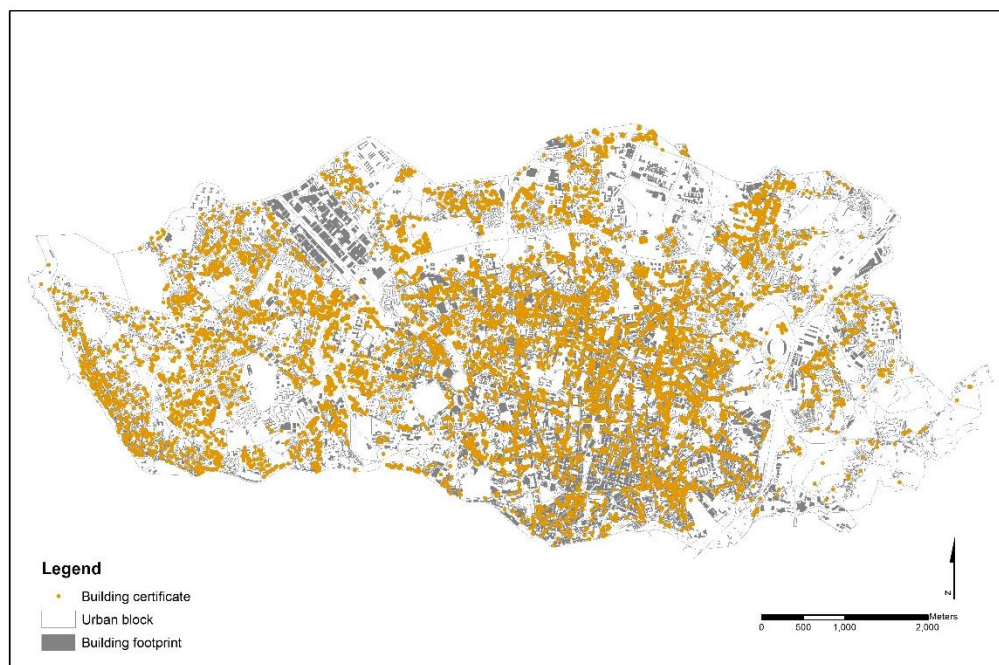 Legend
Building certificate
Urban block
Building footprint
N
Meters
0 500 1,000 2,000